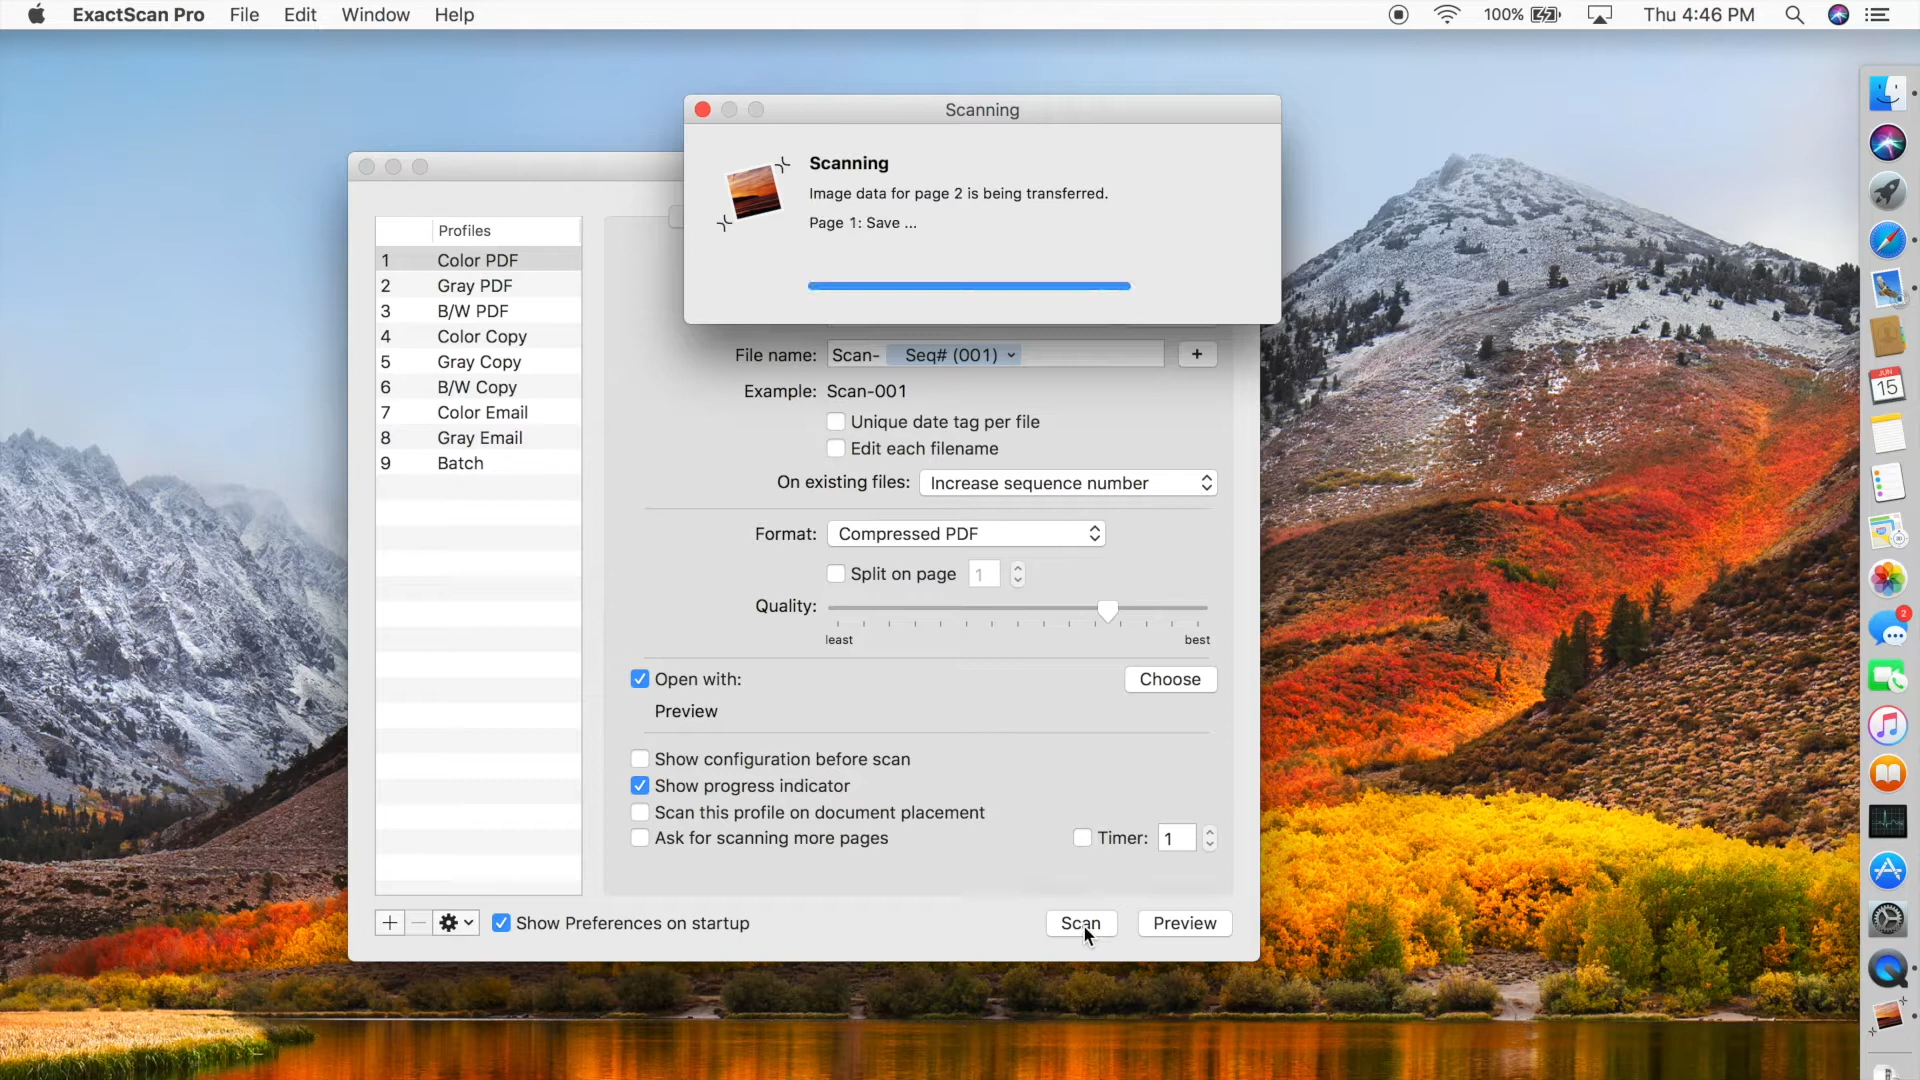 ExactScan Pro File Edit Window Help 100% Thu 4:46 PM
Scanning
Scanning
Image data for page 2 is being transferred.
Page 1: Save ...
Profiles
1 Color PDF
2 Gray PDF
3 B/W PDF
4 Color Copy
5 Gray Copy
6 B/W Copy
7 Color Email
8 Gray Email
9 Batch
File name: Scan- Seq# (001) +
Example: Scan-001
Unique date tag per file
Edit each filename
On existing files: Increase sequence number
Format: Compressed PDF
Split on page 1
Quality:
least best
Open with: Choose
Preview
Show configuration before scan
Show progress indicator
Scan this profile on document placement
Ask for scanning more pages Timer: 1
+ − Show Preferences on startup Scan Preview
JUN
15
2